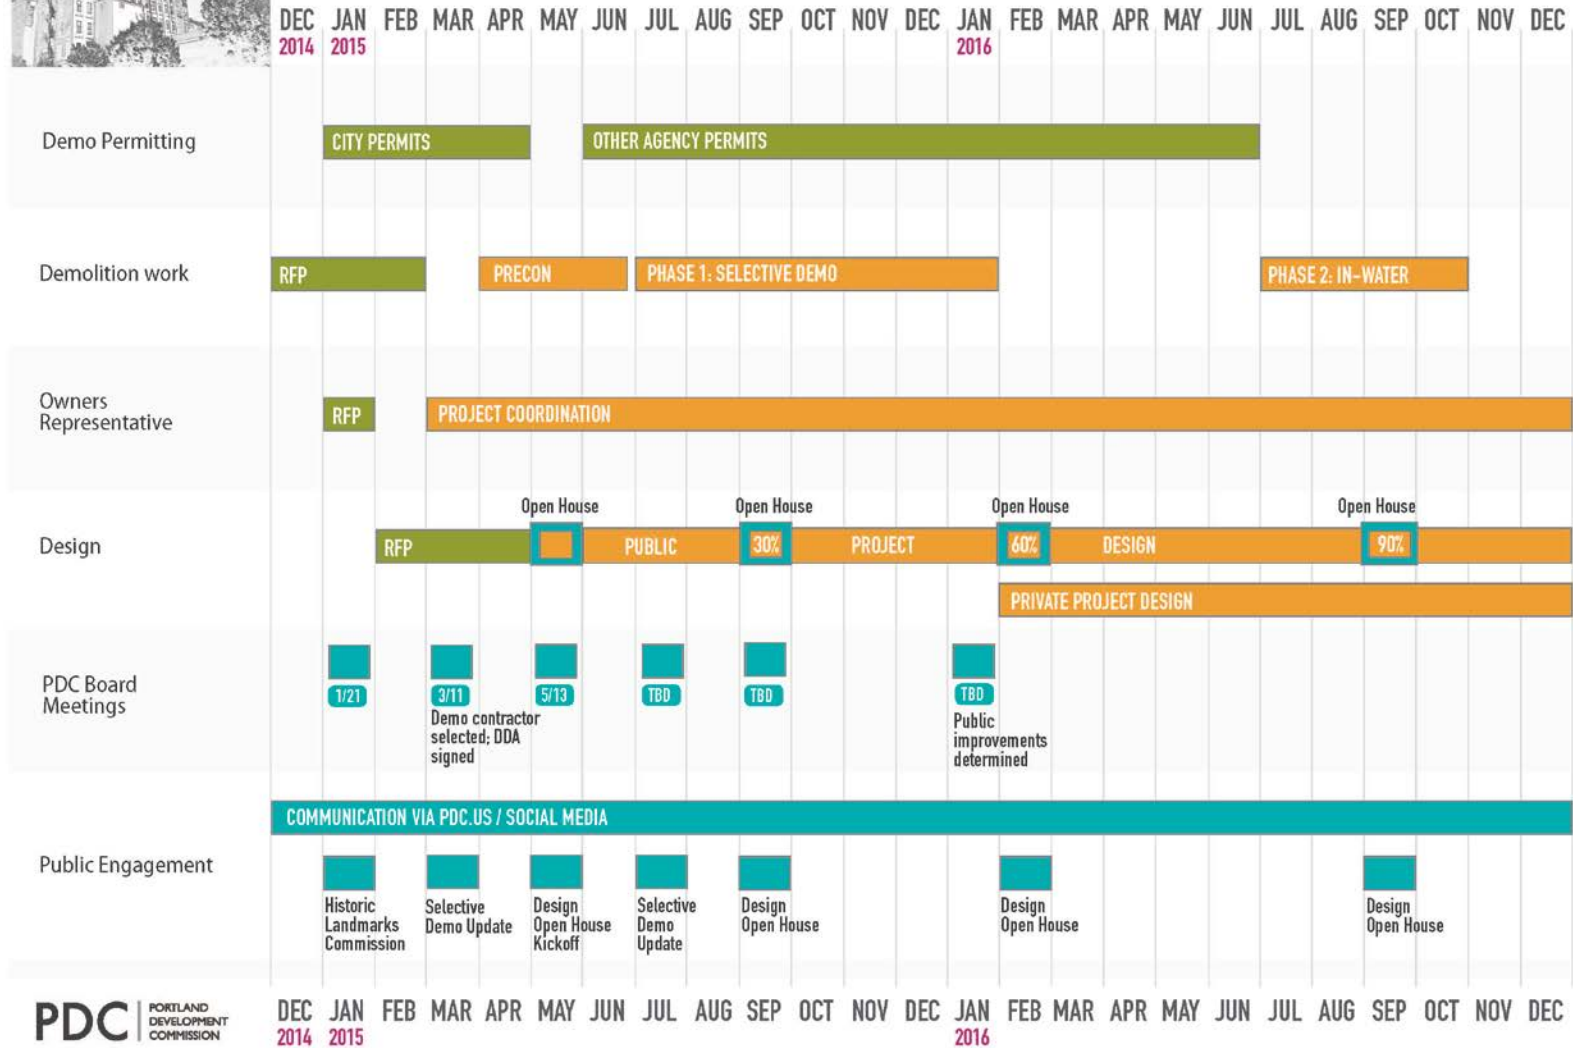 DEC JAN FEB MAR APR MAY JUN JUL AUG SEP OCT NOV DEC JAN FEB MAR APR MAY JUN JUL AUG SEP OCT NOV DEC
2014 2015 2016
Demo Permitting
CITY PERMITS
OTHER AGENCY PERMITS
Demolition work
RFP
PRECON
PHASE 1: SELECTIVE DEMO
PHASE 2: IN-WATER
Owners
Representative
RFP
PROJECT COORDINATION
Open House
Open House
Open House
Open House
Design
RFP
PUBLIC
30%
PROJECT
60%
DESIGN
90%
PRIVATE PROJECT DESIGN
PDC Board
Meetings
1/21
3/11
Demo contractor
selected; DDA
signed
5/13
TBD
TBD
TBD
Public
improvements
determined
COMMUNICATION VIA PDC.US / SOCIAL MEDIA
Public Engagement
Historic
Landmarks
Commission
Selective
Demo Update
Design
Open House
Kickoff
Selective
Demo
Update
Design
Open House
Design
Open House
Design
Open House
PDC
PORTLAND
DEVELOPMENT
COMMISSION
DEC JAN FEB MAR APR MAY JUN JUL AUG SEP OCT NOV DEC JAN FEB MAR APR MAY JUN JUL AUG SEP OCT NOV DEC
2014 2015 2016